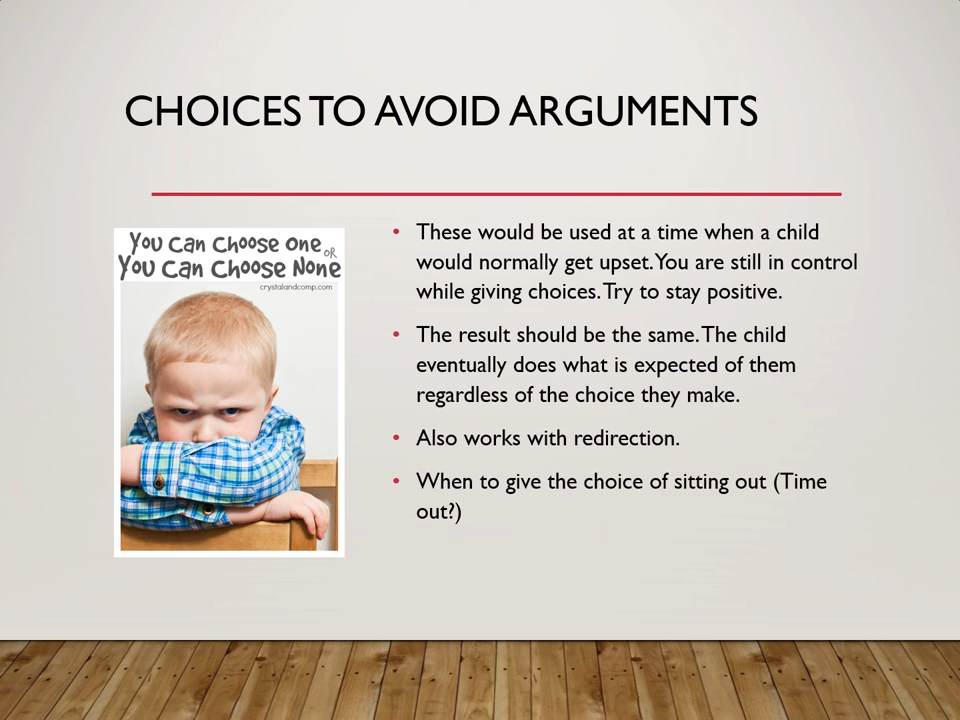 CHOICES TO AVOID ARGUMENTS
You Can Choose One OR
You Can Choose None
crystalandcomp.com
• These would be used at a time when a child
would normally get upset. You are still in control
while giving choices. Try to stay positive.
• The result should be the same. The child
eventually does what is expected of them
regardless of the choice they make.
• Also works with redirection.
• When to give the choice of sitting out (Time
out?)